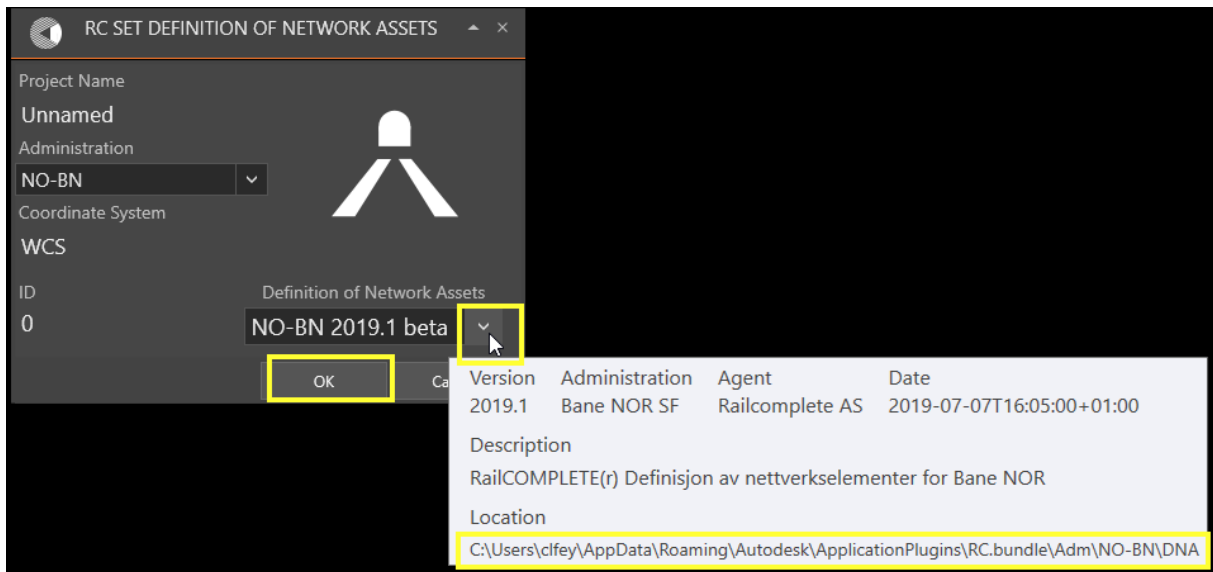 RC SET DEFINITION OF NETWORK ASSETS
Project Name
Unnamed
Administration
NO-BN
Coordinate System
WCS
ID
Definition of Network Assets
0
NO-BN 2019.1 beta
OK
Ca
Version Administration Agent Date
2019.1 Bane NOR SF Railcomplete AS 2019-07-07T16:05:00+01:00
Description
RailCOMPLETE(r) Definisjon av nettverkselementer for Bane NOR
Location
C:\Users\clfey\AppData\Roaming\Autodesk\ApplicationPlugins\RC.bundle\Adm\NO-BN\DNA